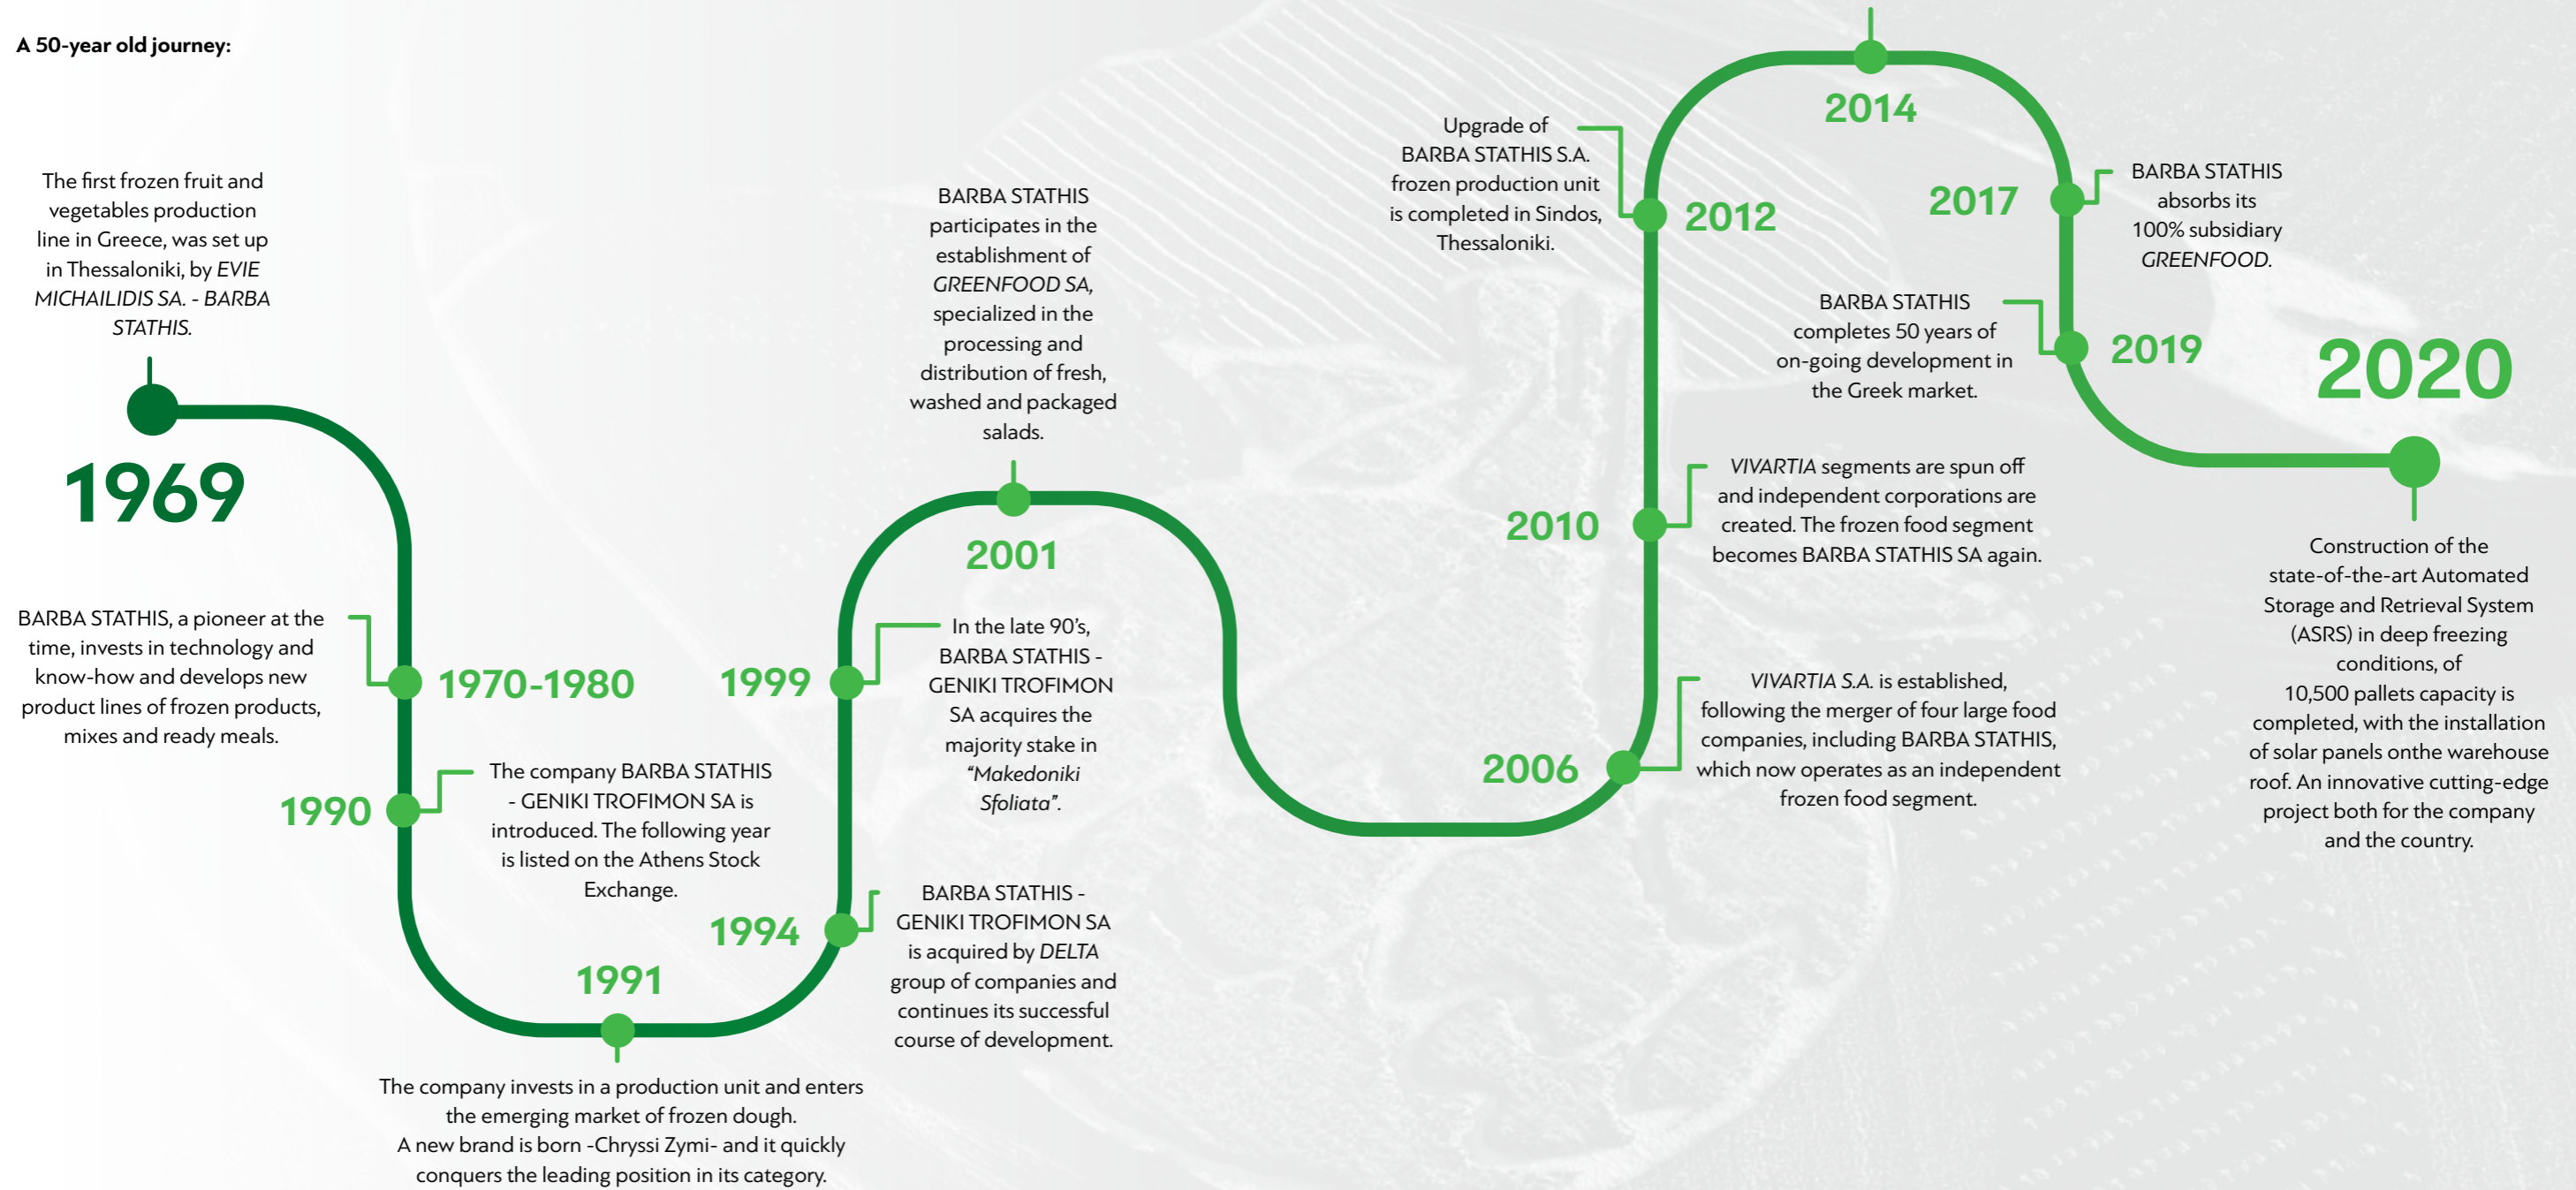 A 50-year old journey:
The first frozen fruit and
vegetables production
line in Greece, was set up
in Thessaloniki, by EVIE
MICHAILIDIS SA. - BARBA
STATHIS.
1969
BARBA STATHIS, a pioneer at the
time, invests in technology and
know-how and develops new
product lines of frozen products,
mixes and ready meals.
1970-1980
1990
The company BARBA STATHIS
- GENIKI TROFIMON SA is
introduced. The following year
is listed on the Athens Stock
Exchange.
1991
The company invests in a production unit and enters
the emerging market of frozen dough.
A new brand is born -Chryssi Zymi- and it quickly
conquers the leading position in its category.
1994
BARBA STATHIS -
GENIKI TROFIMON SA
is acquired by DELTA
group of companies and
continues its successful
course of development.
1999
In the late 90’s,
BARBA STATHIS -
GENIKI TROFIMON
SA acquires the
majority stake in
“Makedoniki
Sfoliata”.
BARBA STATHIS
participates in the
establishment of
GREENFOOD SA,
specialized in the
processing and
distribution of fresh,
washed and packaged
salads.
2001
2006
VIVARTIA S.A. is established,
following the merger of four large food
companies, including BARBA STATHIS,
which now operates as an independent
frozen food segment.
2010
VIVARTIA segments are spun off
and independent corporations are
created. The frozen food segment
becomes BARBA STATHIS SA again.
Upgrade of
BARBA STATHIS S.A.
frozen production unit
is completed in Sindos,
Thessaloniki.
2012
2014
2017
BARBA STATHIS
absorbs its
100% subsidiary
GREENFOOD.
BARBA STATHIS
completes 50 years of
on-going development in
the Greek market.
2019
2020
Construction of the
state-of-the-art Automated
Storage and Retrieval System
(ASRS) in deep freezing
conditions, of
10,500 pallets capacity is
completed, with the installation
of solar panels onthe warehouse
roof. An innovative cutting-edge
project both for the company
and the country.